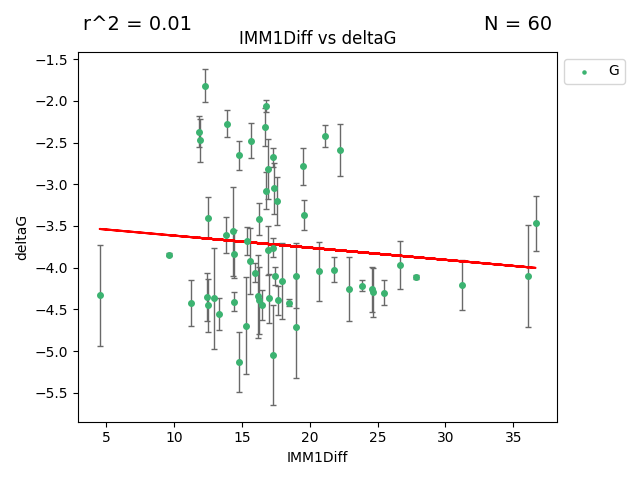 r^2 = 0.01
N = 60
IMM1Diff vs deltaG
G
−1.5
−2.0
−2.5
−3.0
−3.5
−4.0
−4.5
−5.0
−5.5
deltaG
5 10 15 20 25 30 35
IMM1Diff